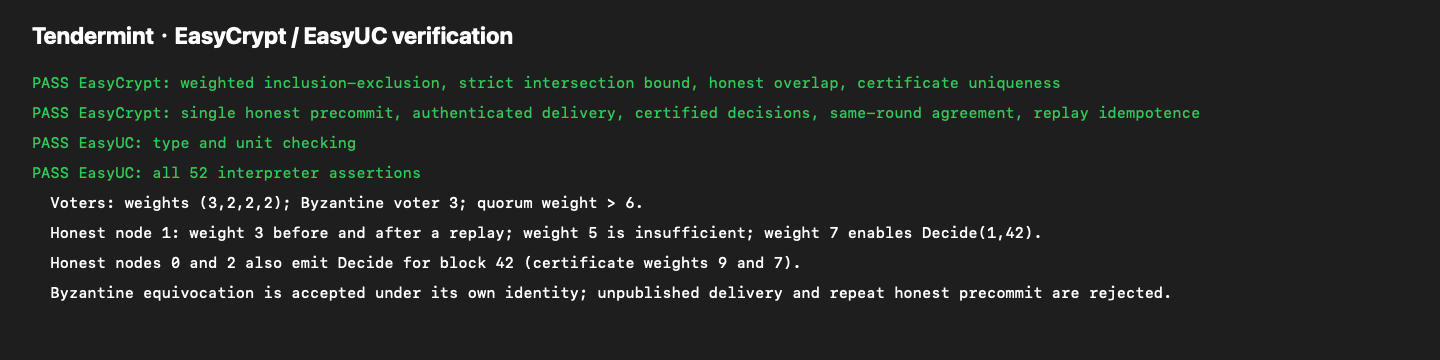 Tendermint · EasyCrypt / EasyUC verification
PASS EasyCrypt: weighted inclusion–exclusion, strict intersection bound, honest overlap, certificate uniqueness
PASS EasyCrypt: single honest precommit, authenticated delivery, certified decisions, same–round agreement, replay idempotence
PASS EasyUC: type and unit checking
PASS EasyUC: all 52 interpreter assertions
Voters: weights (3,2,2,2); Byzantine voter 3; quorum weight > 6.
Honest node 1: weight 3 before and after a replay; weight 5 is insufficient; weight 7 enables Decide(1,42).
Honest nodes 0 and 2 also emit Decide for block 42 (certificate weights 9 and 7).
Byzantine equivocation is accepted under its own identity; unpublished delivery and repeat honest precommit are rejected.